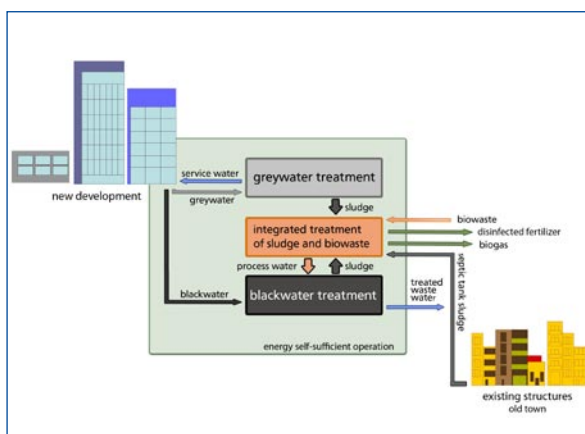 new development
service water
greywater
greywater treatment
sludge
integrated treatment
of sludge and biowaste
biowaste
disinfected fertilizer
biogas
process water
sludge
blackwater
blackwater treatment
treated
waste
water
septic tank sludge
energy self-sufficient operation
existing structures
old town